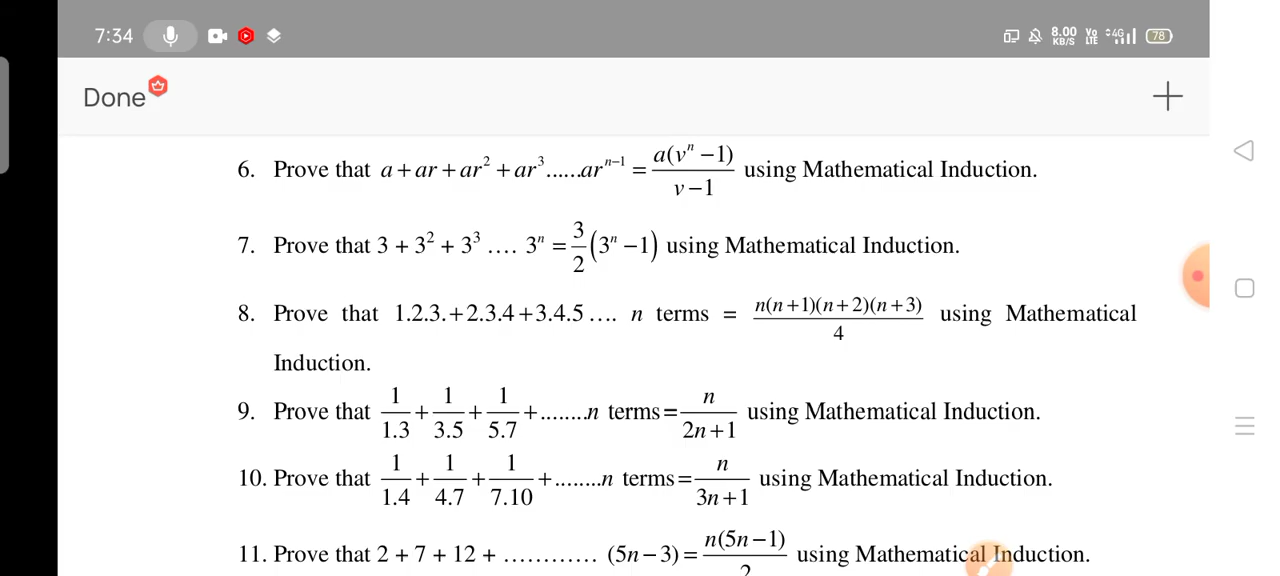 7:34 8.00 KB/S Vo LTE 4G 78
Done
6. Prove that a + ar + ar² + ar³......arⁿ⁻¹ = a(vⁿ − 1)/(v − 1) using Mathematical Induction.
7. Prove that 3 + 3² + 3³ .... 3ⁿ = 3/2 (3ⁿ − 1) using Mathematical Induction.
8. Prove that 1.2.3.+2.3.4+3.4.5.... n terms = n(n+1)(n+2)(n+3)/4 using Mathematical
Induction.
9. Prove that 1/1.3 + 1/3.5 + 1/5.7 +........n terms = n/(2n+1) using Mathematical Induction.
10. Prove that 1/1.4 + 1/4.7 + 1/7.10 +........n terms = n/(3n+1) using Mathematical Induction.
11. Prove that 2 + 7 + 12 + ............ (5n − 3) = n(5n − 1)/2 using Mathematical Induction.